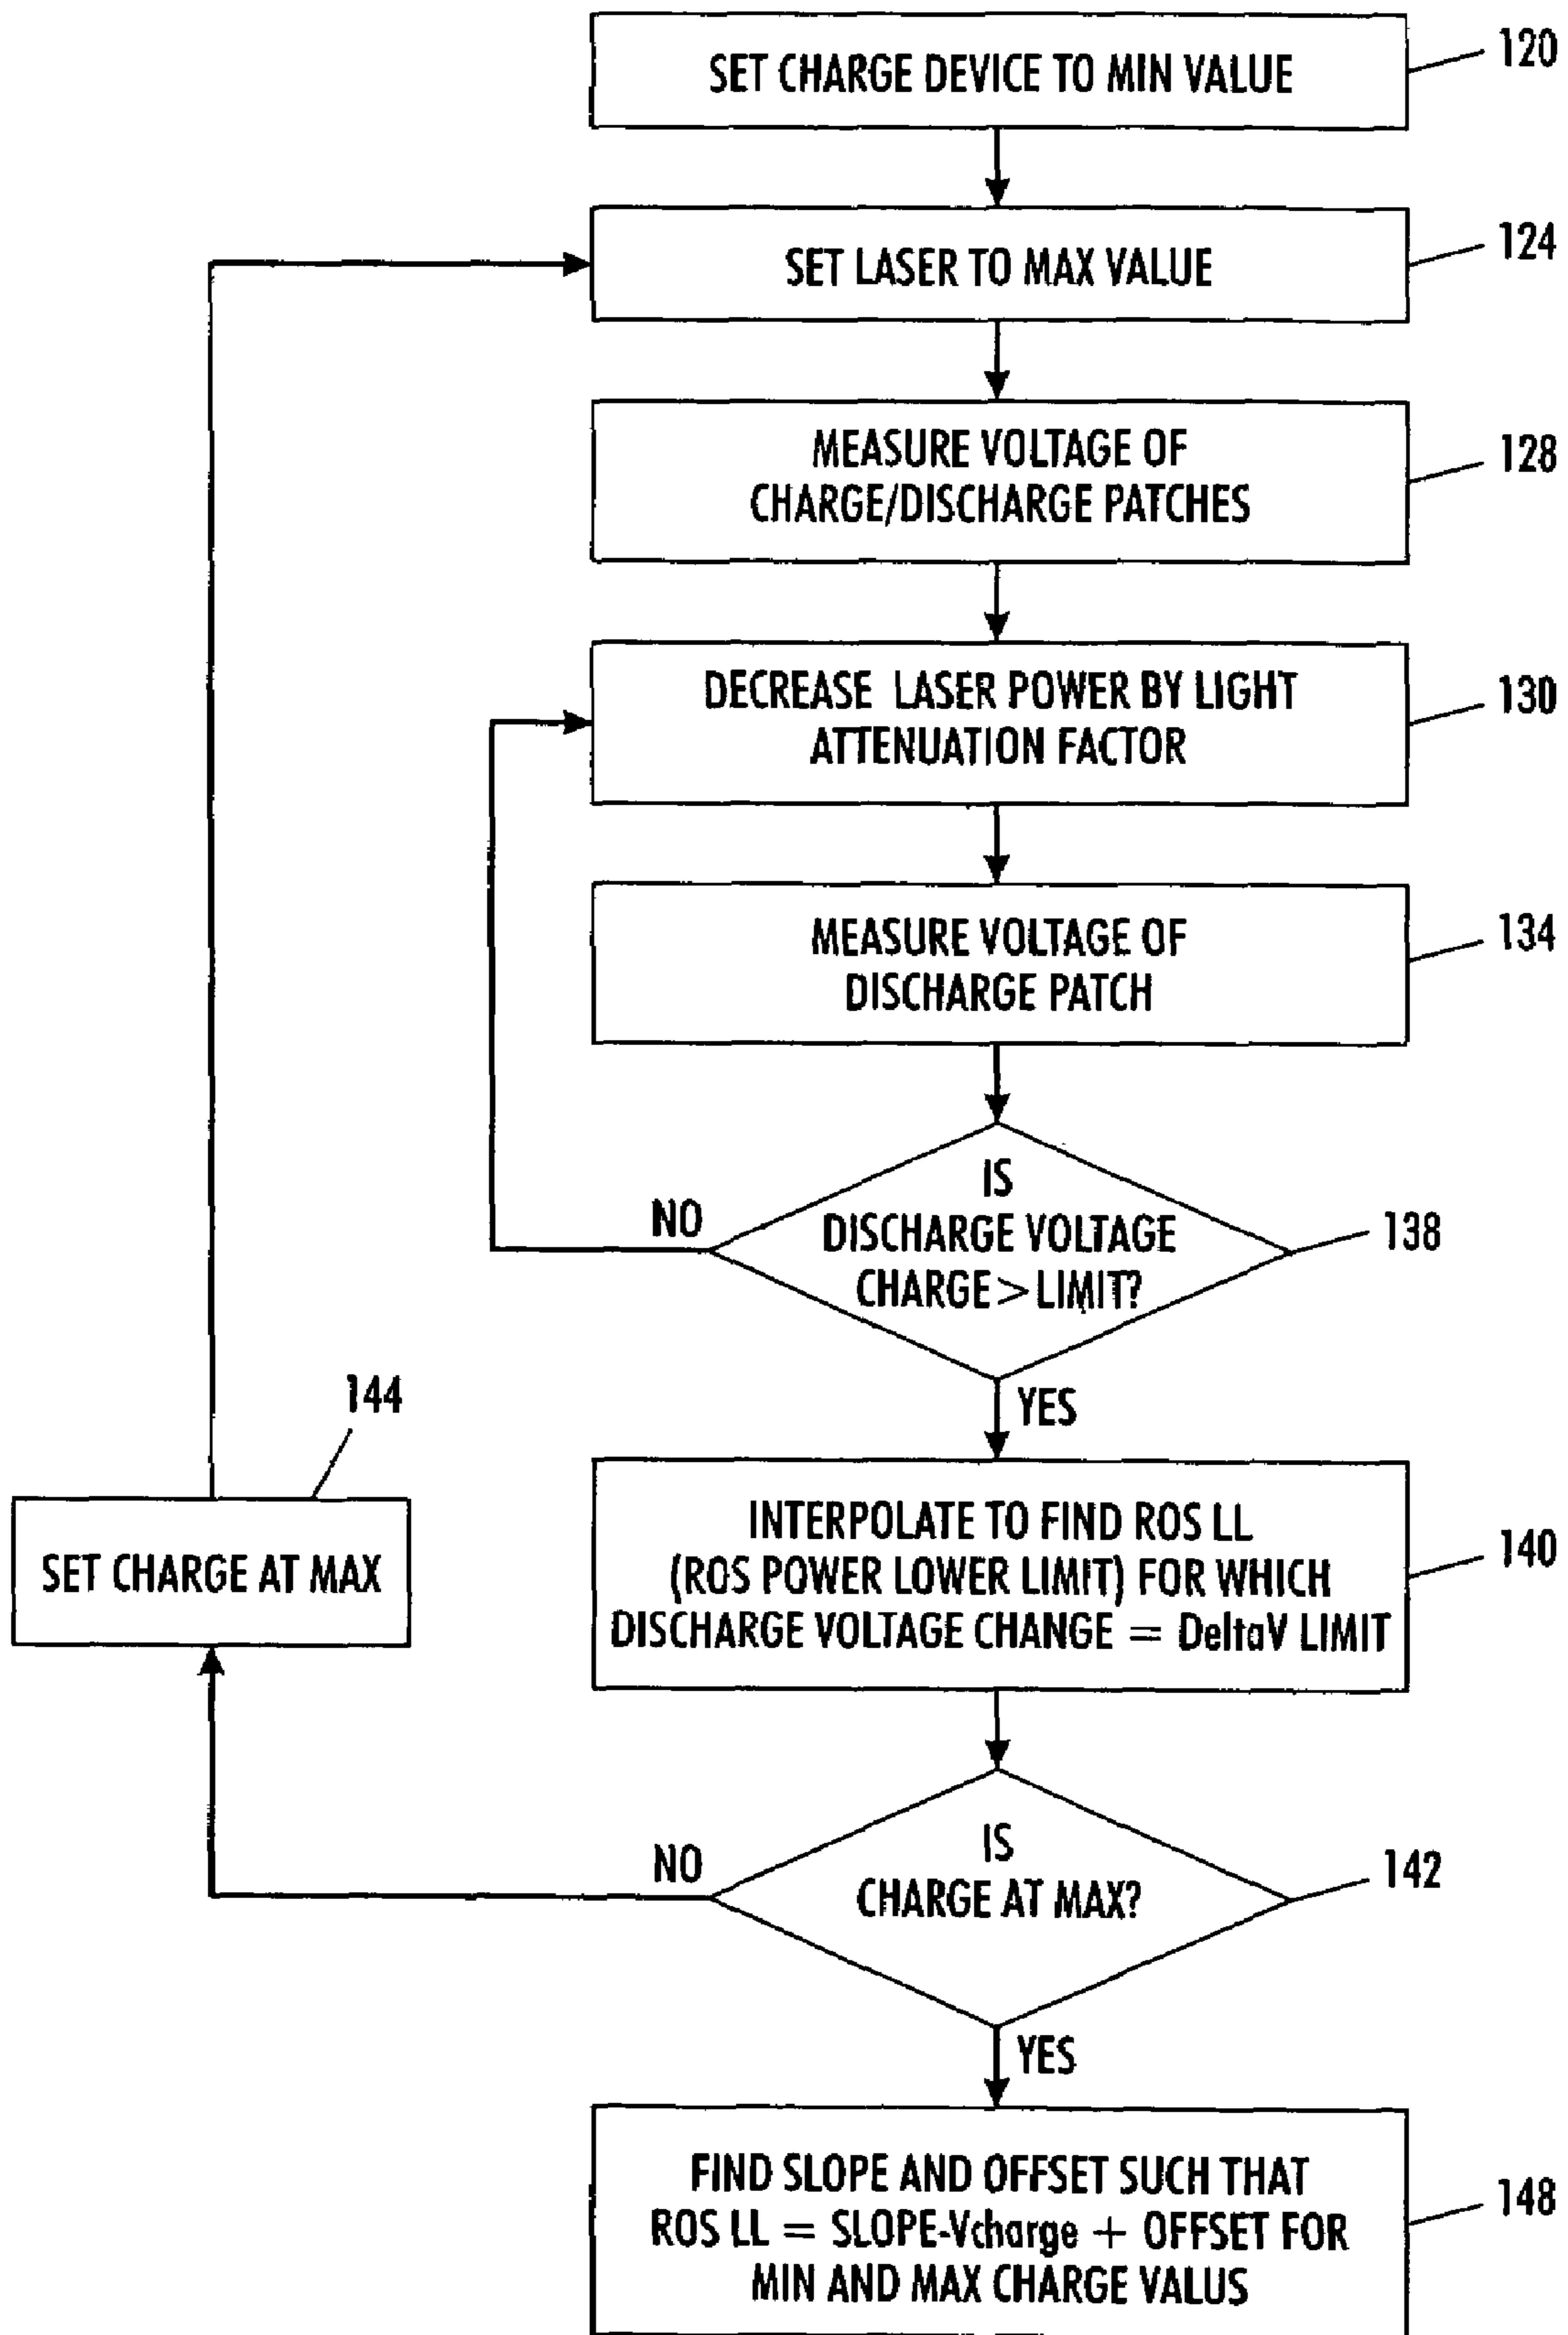 SET CHARGE DEVICE TO MIN VALUE
120
SET LASER TO MAX VALUE
124
MEASURE VOLTAGE OF
CHARGE/DISCHARGE PATCHES
128
DECREASE LASER POWER BY LIGHT
ATTENUATION FACTOR
130
MEASURE VOLTAGE OF
DISCHARGE PATCH
134
IS
DISCHARGE VOLTAGE
CHARGE>LIMIT?
138
NO
YES
144
SET CHARGE AT MAX
INTERPOLATE TO FIND ROS LL
(ROS POWER LOWER LIMIT) FOR WHICH
DISCHARGE VOLTAGE CHANGE = DeltaV LIMIT
140
IS
CHARGE AT MAX?
142
NO
YES
FIND SLOPE AND OFFSET SUCH THAT
ROS LL = SLOPE-Vcharge + OFFSET FOR
MIN AND MAX CHARGE VALUS
148